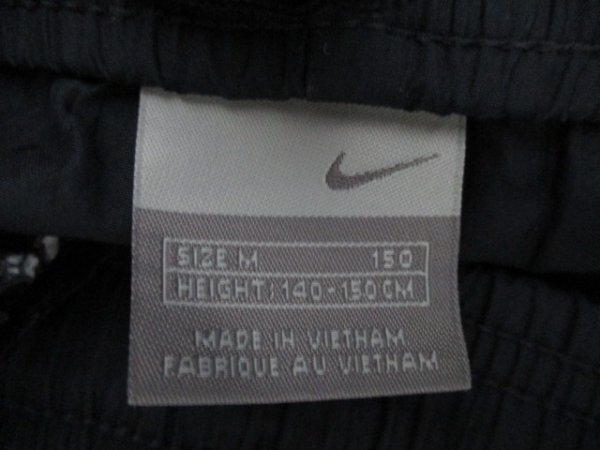 SIZE M 150
HEIGHT: 140-150CM
MADE IN VIETNAM
FABRIQUE AU VIETNAM